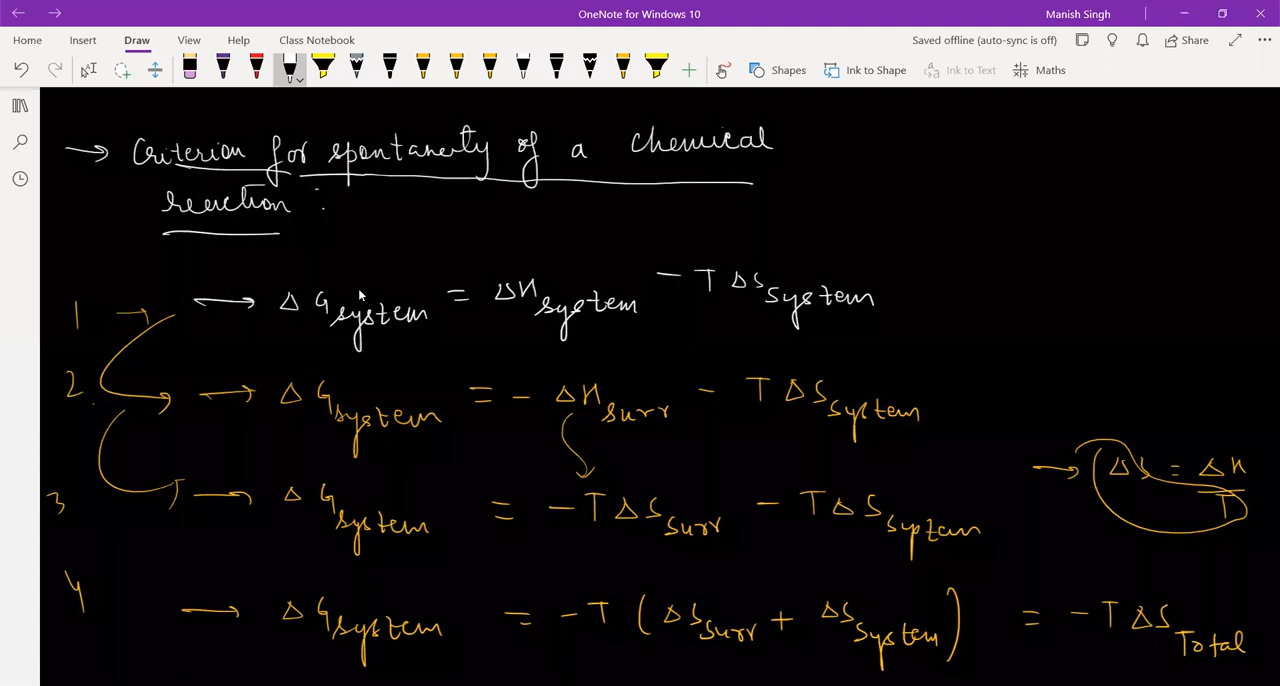 OneNote for Windows 10
Manish Singh
Home Insert Draw View Help Class Notebook
Saved offline (auto-sync is off) Share
Shapes Ink to Shape Ink to Text Maths
→ Criterion for spontaneity of a chemical
reaction :
1 → → ΔG system = ΔH system - TΔS system
2. → ΔG system = - ΔH surr - TΔS system
→ ΔS = ΔH / T
3 → ΔG system = -TΔS surr - TΔS system
4 → ΔG system = -T (ΔS surr + ΔS system) = -TΔS Total